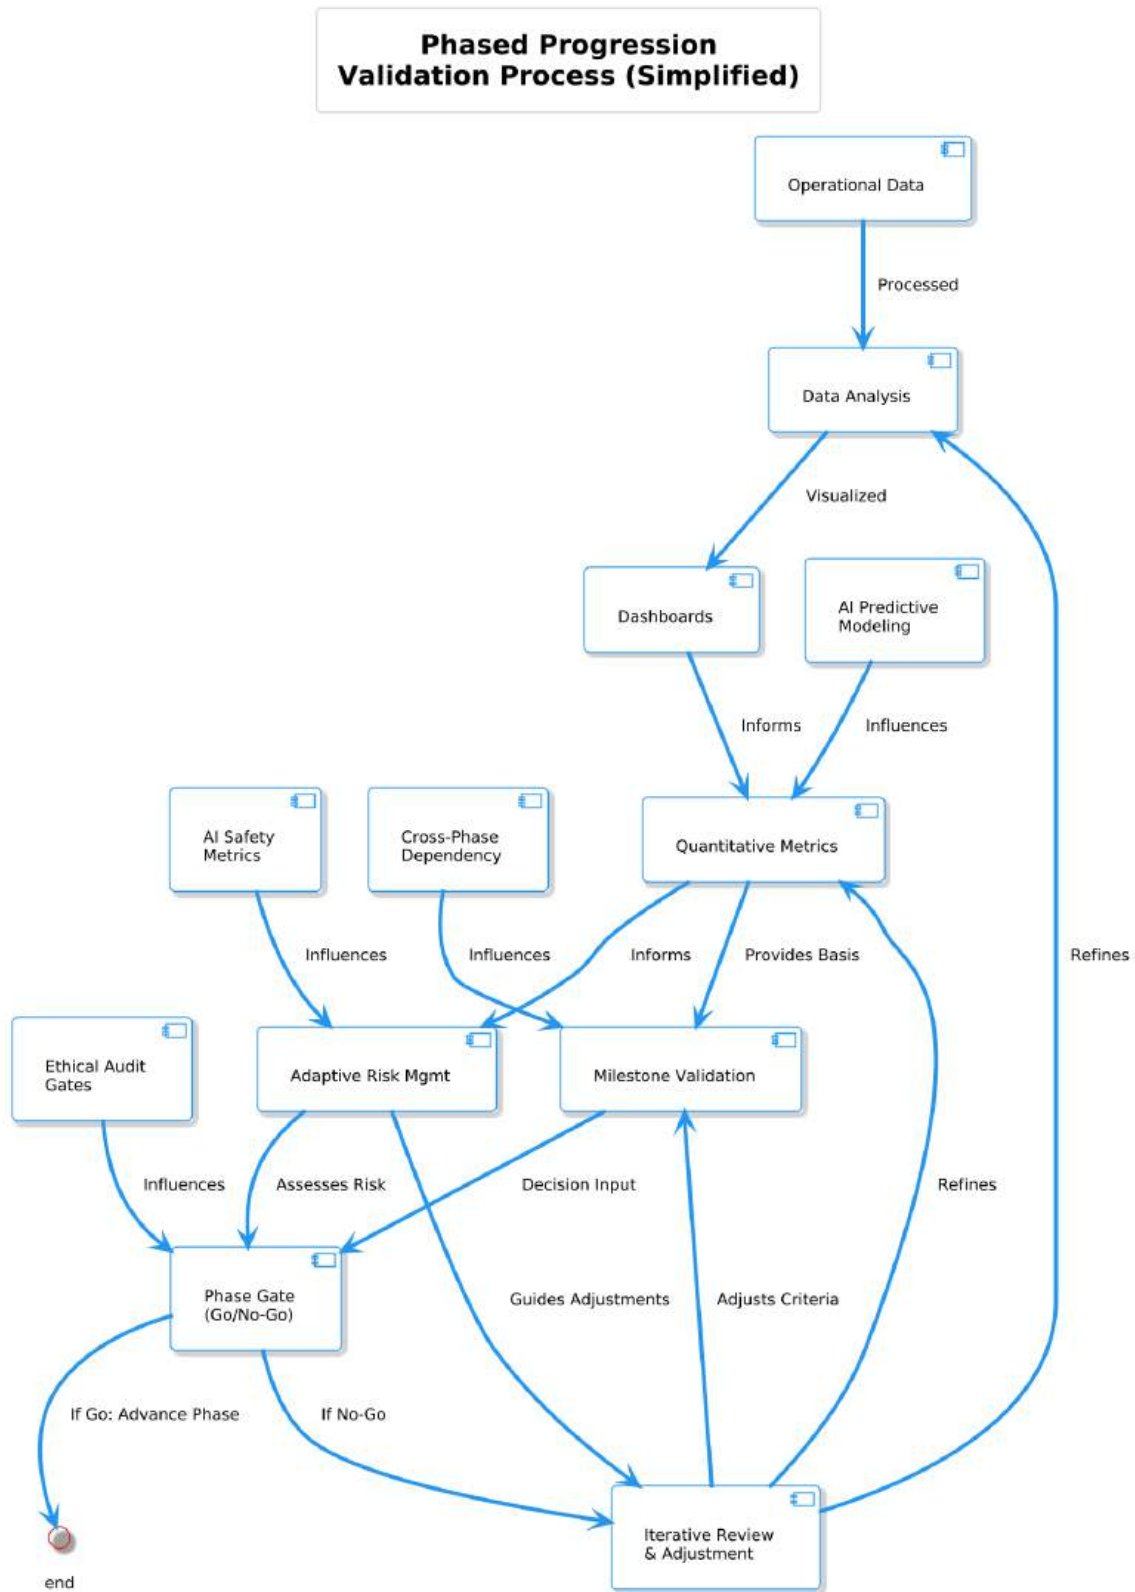 Phased Progression
Validation Process (Simplified)
Operational Data
Processed
Data Analysis
Visualized
Dashboards
AI Predictive
Modeling
Informs
Influences
AI Safety
Metrics
Cross-Phase
Dependency
Quantitative Metrics
Influences
Influences
Informs
Provides Basis
Refines
Ethical Audit
Gates
Adaptive Risk Mgmt
Milestone Validation
Influences
Assesses Risk
Decision Input
Refines
Phase Gate
(Go/No-Go)
Guides Adjustments
Adjusts Criteria
If Go: Advance Phase
If No-Go
Iterative Review
& Adjustment
end